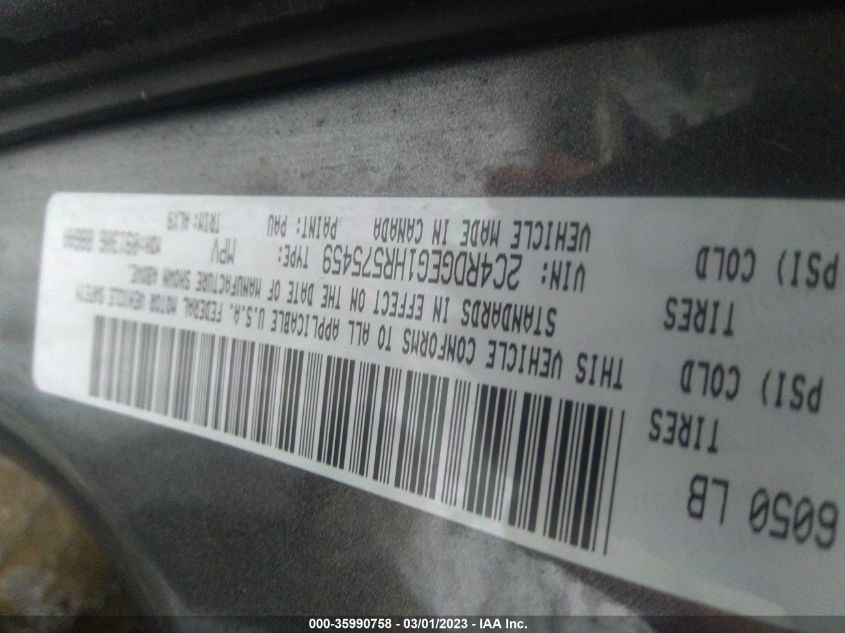 6050 LB
TIRES
PSI) COLD
TIRES
PSI) COLD
THIS VEHICLE CONFORMS TO ALL APPLICABLE U.S.A. FEDERAL MOTOR VEHICLE SAFETY
STANDARDS IN EFFECT ON THE DATE OF MANUFACTURE SHOWN ABOVE.
VIN: 2C4RDGEG1HR575459 TYPE: MPV
VEHICLE MADE IN CANADA PAINT: PAU TRIM:
000-35990758 - 03/01/2023 - IAA Inc.